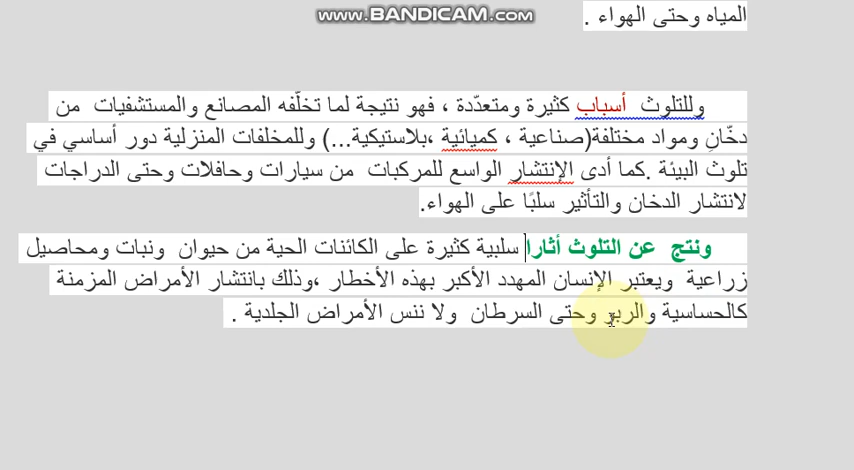 www.BANDICAM.com
المياه وحتى الهواء .
وللتلوث أسباب كثيرة ومتعدّدة ، فهو نتيجة لما تخلّفه المصانع والمستشفيات من
دخّانِ ومواد مختلفة(صناعية ، كميائية ،بلاستيكية...) وللمخلفات المنزلية دور أساسي في
تلوث البيئة .كما أدى الإنتشار الواسع للمركبات من سيارات وحافلات وحتى الدراجات
لانتشار الدخان والتأثير سلبًا على الهواء.
ونتج عن التلوث أثارا سلبية كثيرة على الكائنات الحية من حيوان ونبات ومحاصيل
زراعية ويعتبر الإنسان المهدد الأكبر بهذه الأخطار ،وذلك بانتشار الأمراض المزمنة
كالحساسية والربو وحتى السرطان ولا ننس الأمراض الجلدية .